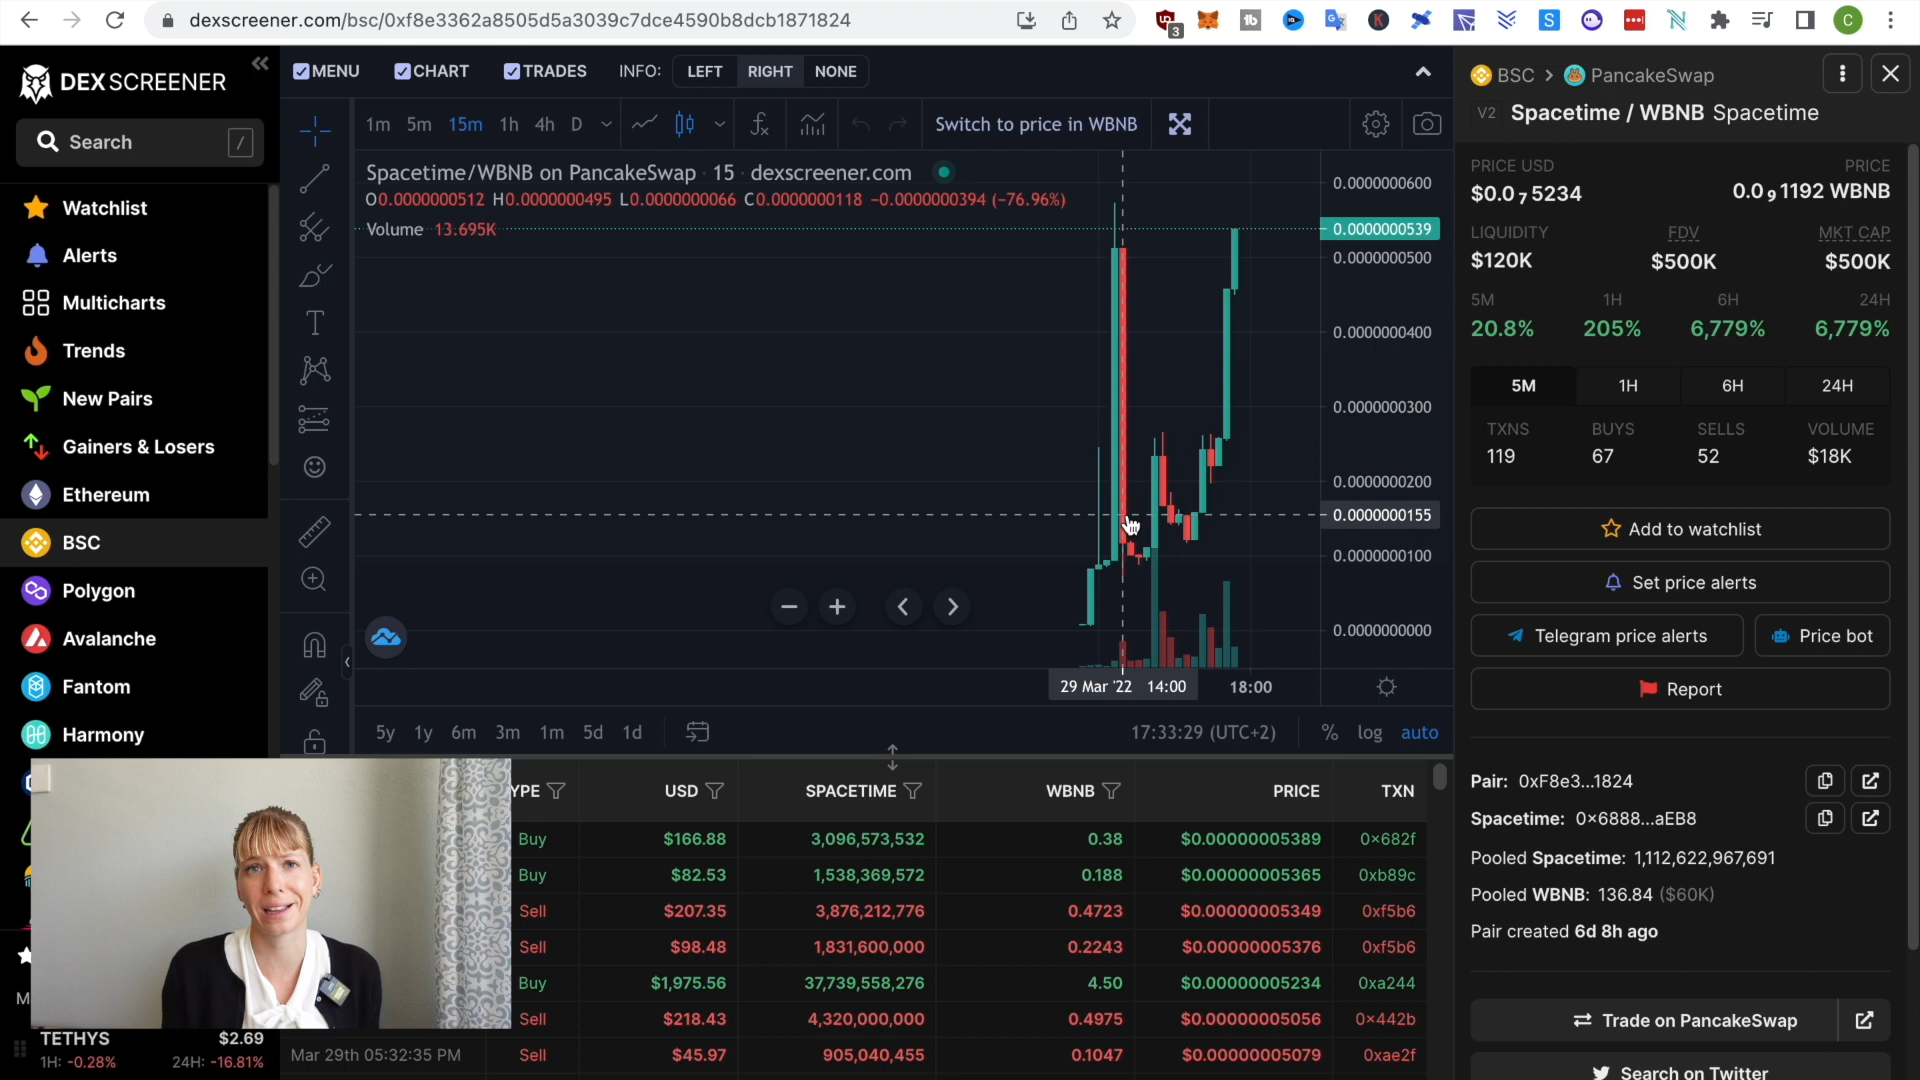 dexscreener.com/bsc/0xf8e3362a8505d5a3039c7dce4590b8dcb1871824
3
C
DEXSCREENER
Search /
Watchlist
Alerts
Multicharts
Trends
New Pairs
Gainers & Losers
Ethereum
BSC
Polygon
Avalanche
Fantom
Harmony
TETHYS $2.69
1H: -0.28% 24H: -16.81%
MENU CHART TRADES INFO: LEFT RIGHT NONE
1m 5m 15m 1h 4h D Switch to price in WBNB
Spacetime/WBNB on PancakeSwap · 15 · dexscreener.com
O0.0000000512 H0.0000000495 L0.0000000066 C0.0000000118 −0.0000000394 (−76.96%)
Volume 13.695K
0.0000000600
0.0000000539
0.0000000500
0.0000000400
0.0000000300
0.0000000200
0.0000000155
0.0000000100
0.0000000000
29 Mar '22 14:00 18:00
5y 1y 6m 3m 1m 5d 1d 17:33:29 (UTC+2) % log auto
YPE USD SPACETIME WBNB PRICE TXN
Buy $166.88 3,096,573,532 0.38 $0.00000005389 0x682f
Buy $82.53 1,538,369,572 0.188 $0.00000005365 0xb89c
Sell $207.35 3,876,212,776 0.4723 $0.00000005349 0xf5b6
Sell $98.48 1,831,600,000 0.2243 $0.00000005376 0xf5b6
Buy $1,975.56 37,739,558,276 4.50 $0.00000005234 0xa244
Sell $218.43 4,320,000,000 0.4975 $0.00000005056 0x442b
Mar 29th 05:32:35 PM Sell $45.97 905,040,455 0.1047 $0.00000005079 0xae2f
BSC > PancakeSwap
V2 Spacetime / WBNB Spacetime
PRICE USD PRICE
$0.0₇5234 0.0₉1192 WBNB
LIQUIDITY FDV MKT CAP
$120K $500K $500K
5M 1H 6H 24H
20.8% 205% 6,779% 6,779%
5M 1H 6H 24H
TXNS BUYS SELLS VOLUME
119 67 52 $18K
Add to watchlist
Set price alerts
Telegram price alerts Price bot
Report
Pair: 0xF8e3...1824
Spacetime: 0x6888...aEB8
Pooled Spacetime: 1,112,622,967,691
Pooled WBNB: 136.84 ($60K)
Pair created 6d 8h ago
Trade on PancakeSwap
Search on Twitter